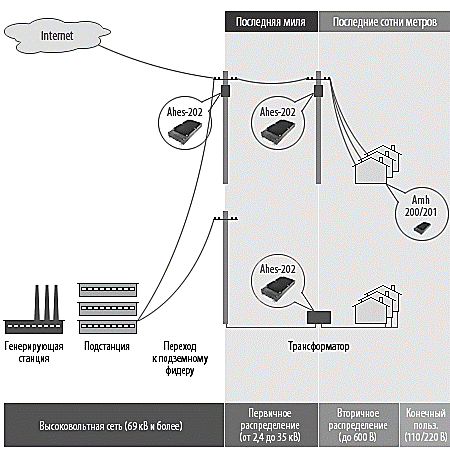 Последняя миля
Последние сотни метров
Internet
Ahes-202
Ahes-202
Amh
200/201
Ahes-202
Генерирующая
станция
Подстанция
Переход
к подземному
фидеру
Трансформатор
Высоковольтная сеть (69 кВ и более)
Первичное
распределение
(от 2,4 до 35 кВ)
Вторичное
распределение
(до 600 В)
Конечный
польз.
(110/220 В)